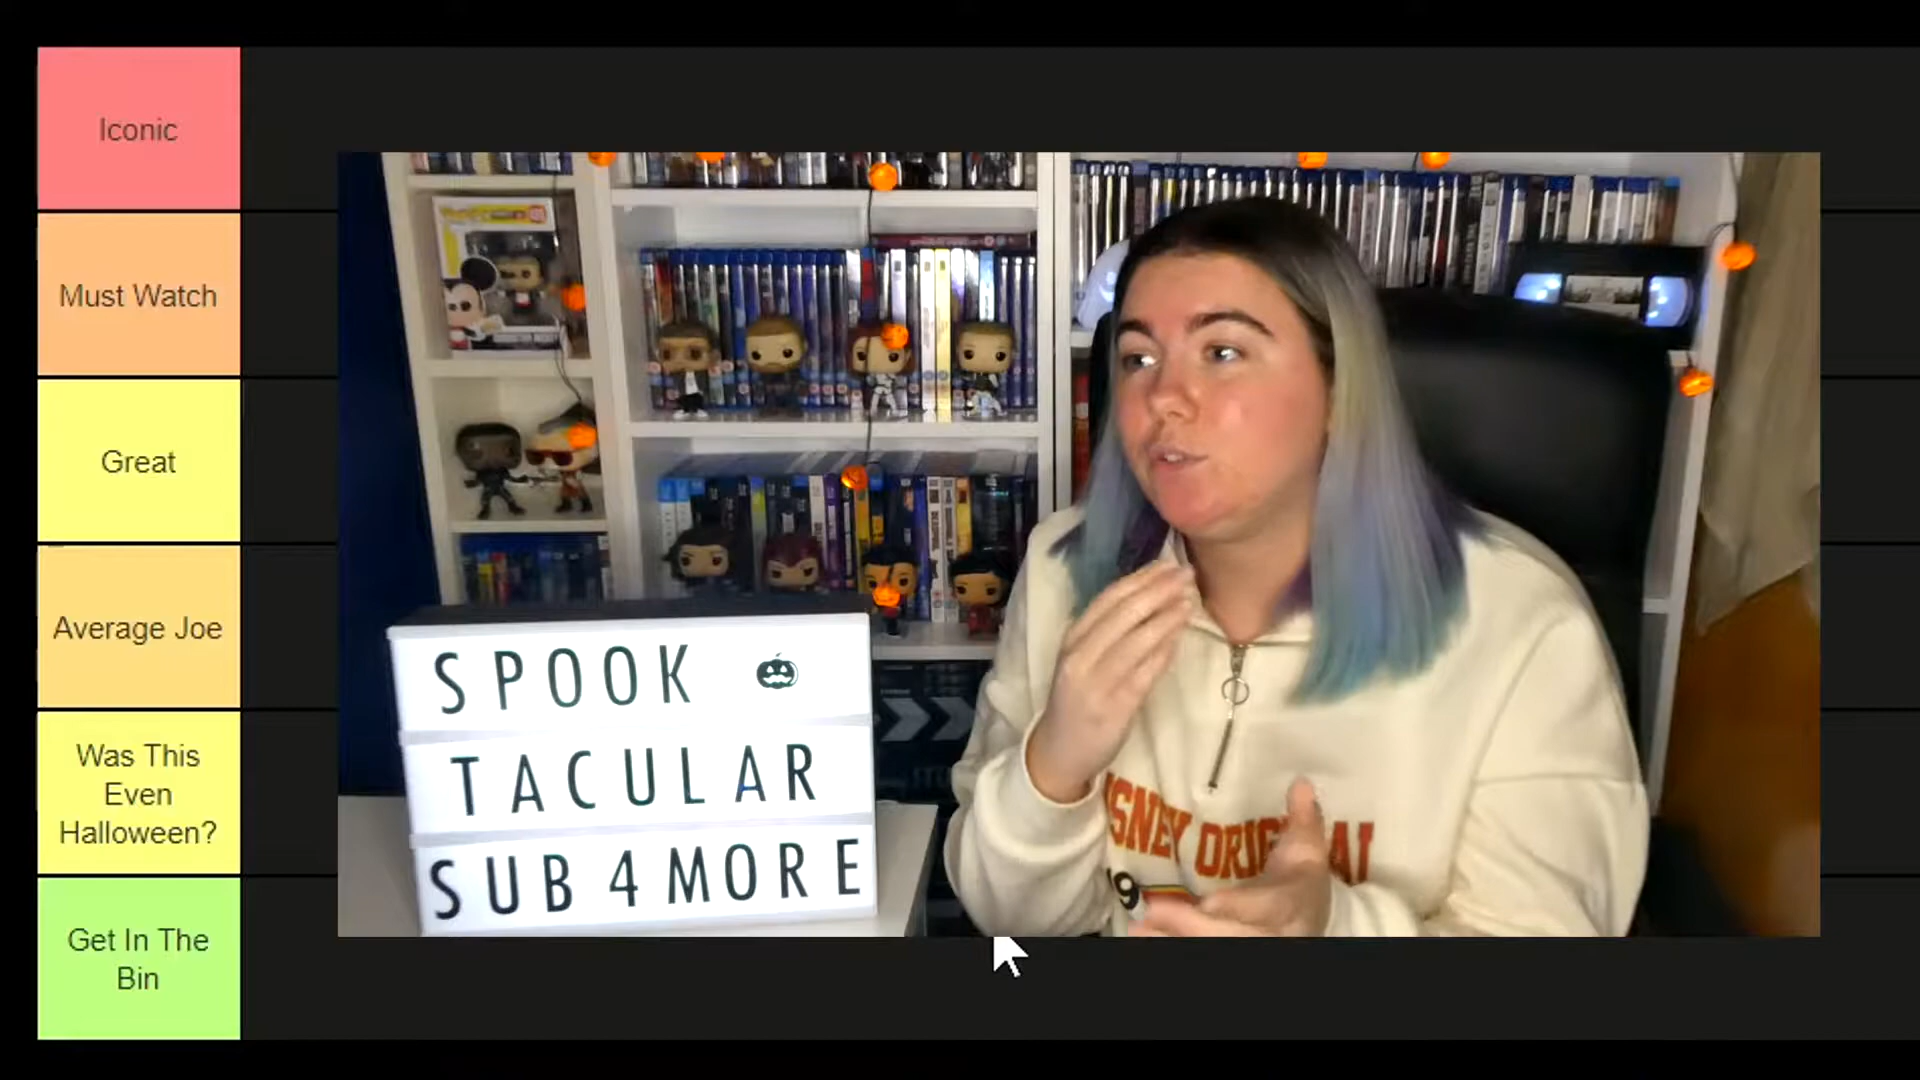 Iconic
Must Watch
Great
Average Joe
Was This
Even
Halloween?
Get In The
Bin
SPOOK
TACULAR
SUB 4 MORE